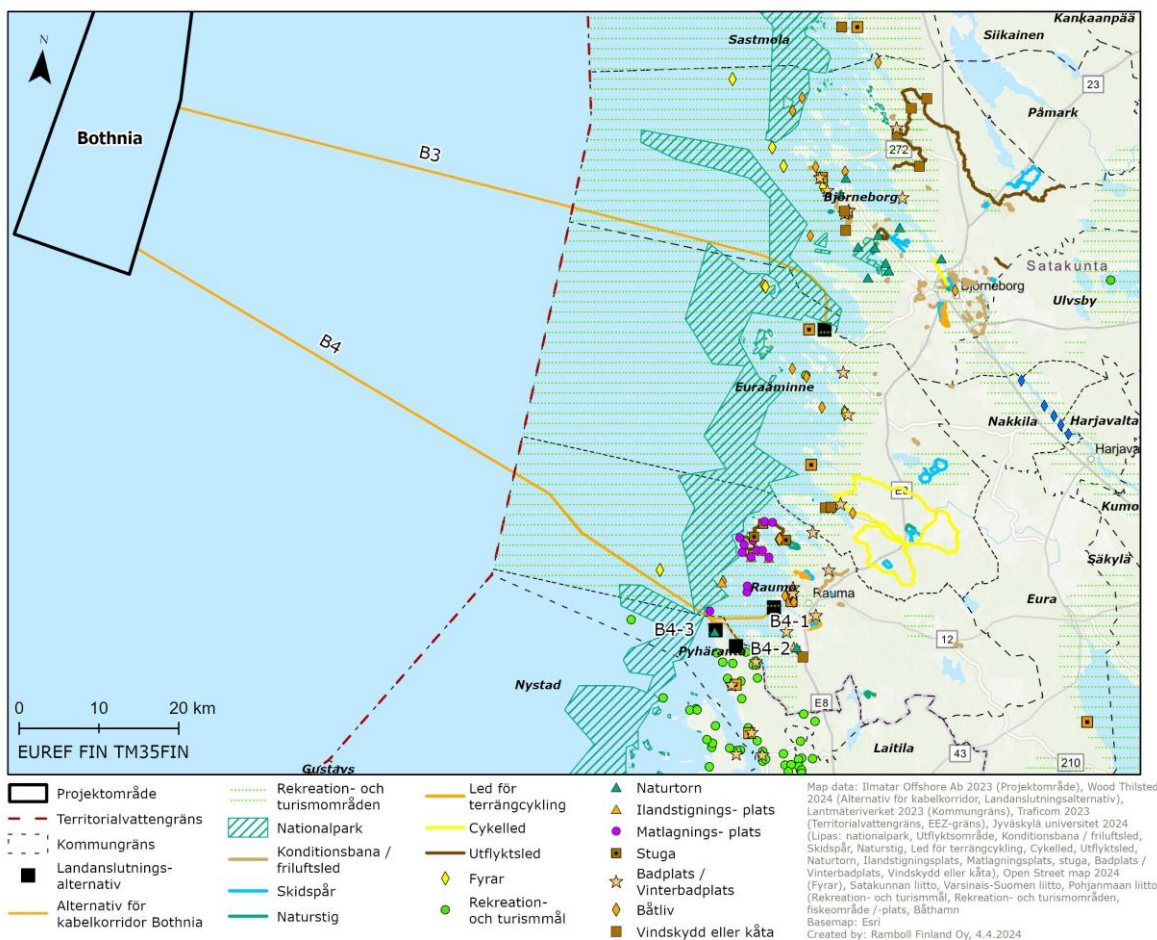 N
Bothnia
B3
B4
Sastmola
Siikainen
Kankaanpää
23
Påmark
272
Björneborg
Satakunta
Björneborg
Ulvsby
Euraåminne
Nakkila
Harjavalta
Harjava
E8
Kumo
Säkylä
Raumo
Rauma
B4-1
B4-3
B4-2
Pyhäranta
Eura
12
Nystad
E8
Laitila
43
210
Gustavs
0 10 20 km
EUREF FIN TM35FIN
Projektområde
Territorialvattengräns
Kommungräns
Landanslutnings-
alternativ
Alternativ för
kabelkorridor Bothnia
Rekreation- och
turismområden
Nationalpark
Konditionsbana /
friluftsled
Skidspår
Naturstig
Led för
terrängcykling
Cykelled
Utflyktsled
Fyrar
Rekreation-
och turismmål
Naturtorn
Ilandstignings- plats
Matlagnings- plats
Stuga
Badplats /
Vinterbadplats
Båtliv
Vindskydd eller kåta
Map data: Ilmatar Offshore Ab 2023 (Projektområde), Wood Thilsted
2024 (Alternativ för kabelkorridor, Landanslutningsalternativ),
Lantmäteriverket 2023 (Kommungräns), Traficom 2023
(Territorialvattengräns, EEZ-gräns), Jyväskylä universitet 2024
(Lipas: nationalpark, Utflyktsområde, Konditionsbana / friluftsled,
Skidspår, Naturstig, Led för terrängcykling, Cykelled, Utflyktsled,
Naturtorn, Ilandstigningsplats, Matlagningsplats, stuga, Badplats /
Vinterbadplats, Vindskydd eller kåta), Open Street map 2024
(Fyrar), Satakunnan liitto, Varsinais-Suomen liitto, Pohjanmaan liitto
(Rekreation- och turismmål, Rekreation- och turismområden,
fiskeområde /-plats, Båthamn
Basemap: Esri
Created by: Ramboll Finland Oy, 4.4.2024